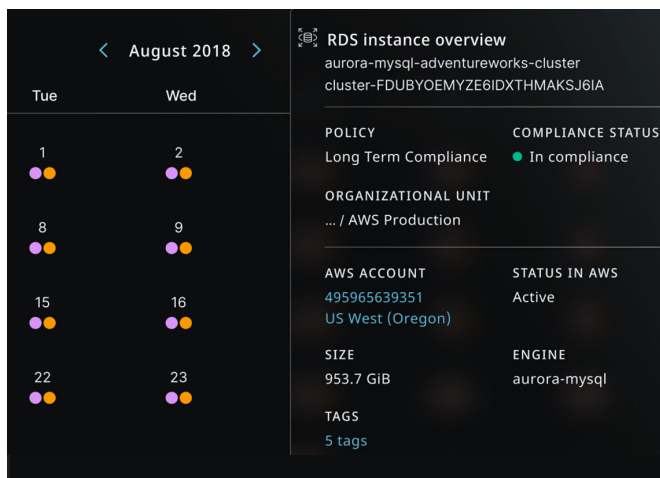 August 2018
Tue Wed
1 2
8 9
15 16
22 23
RDS instance overview
aurora-mysql-adventureworks-cluster
cluster-FDUBYOEMYZE6IDXTHMAKSJ6IA
POLICY COMPLIANCE STATUS
Long Term Compliance In compliance
ORGANIZATIONAL UNIT
... / AWS Production
AWS ACCOUNT STATUS IN AWS
495965639351 Active
US West (Oregon)
SIZE ENGINE
953.7 GiB aurora-mysql
TAGS
5 tags